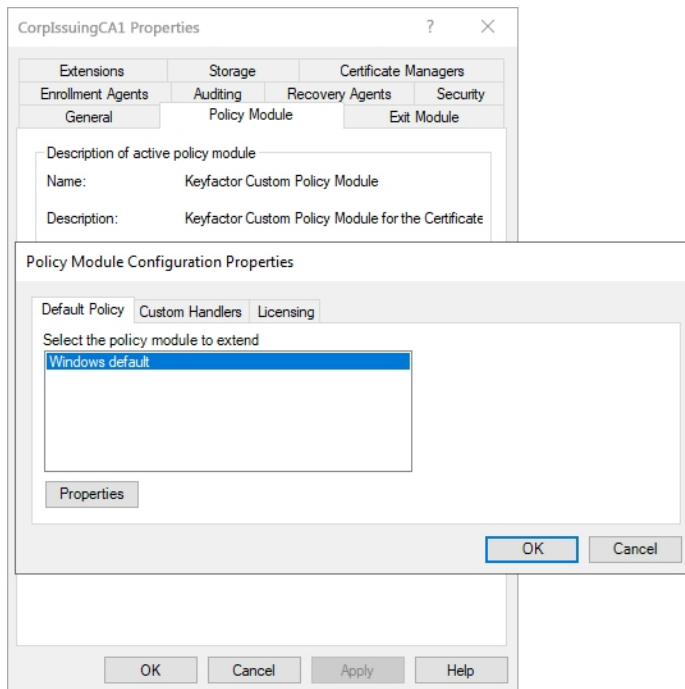 CorpIssuingCA1 Properties
?
Extensions Storage Certificate Managers
Enrollment Agents Auditing Recovery Agents Security
General Policy Module Exit Module
Description of active policy module
Name: Keyfactor Custom Policy Module
Description: Keyfactor Custom Policy Module for the Certificate
Policy Module Configuration Properties
Default Policy Custom Handlers Licensing
Select the policy module to extend
Windows default
Properties
OK Cancel
OK Cancel Apply Help